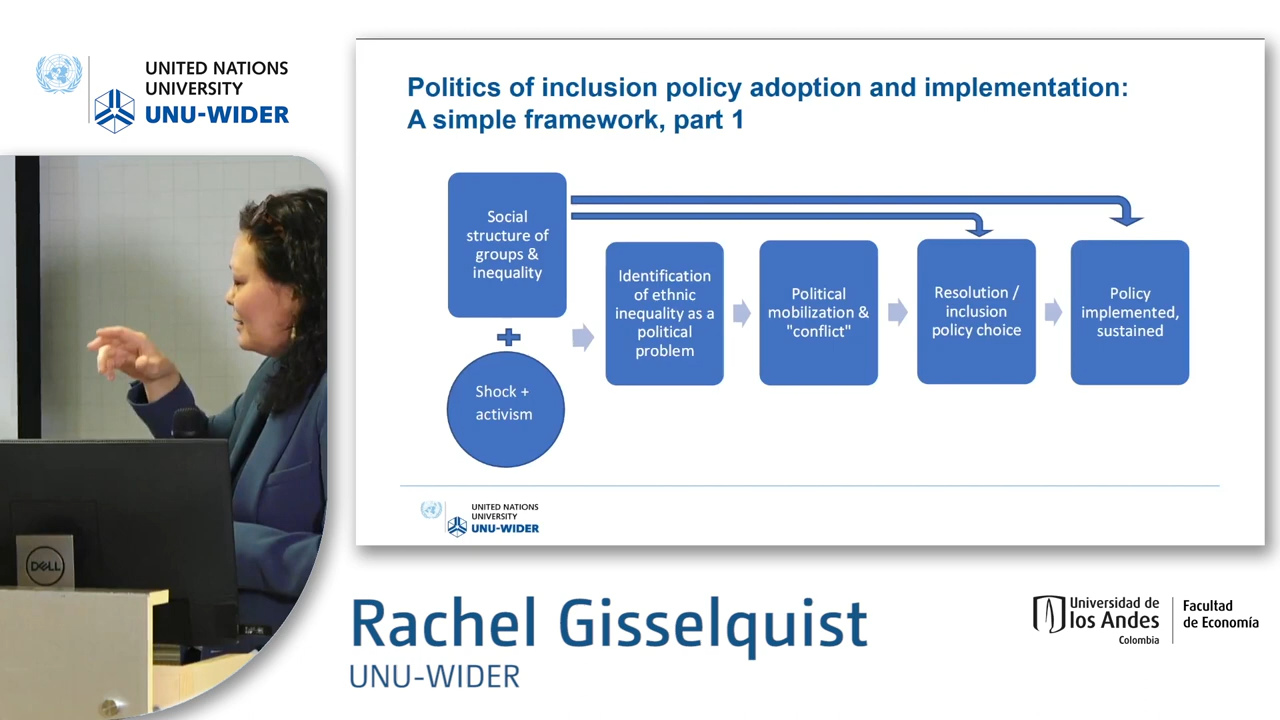 UNITED NATIONS
UNIVERSITY
UNU-WIDER
Politics of inclusion policy adoption and implementation:
A simple framework, part 1
Social
structure of
groups &
inequality
Shock +
activism
Identification
of ethnic
inequality as a
political
problem
Political
mobilization &
"conflict"
Resolution /
inclusion
policy choice
Policy
implemented,
sustained
UNITED NATIONS
UNIVERSITY
UNU-WIDER
DELL
Rachel Gisselquist
UNU-WIDER
Universidad de
los Andes
Colombia
Facultad
de Economía